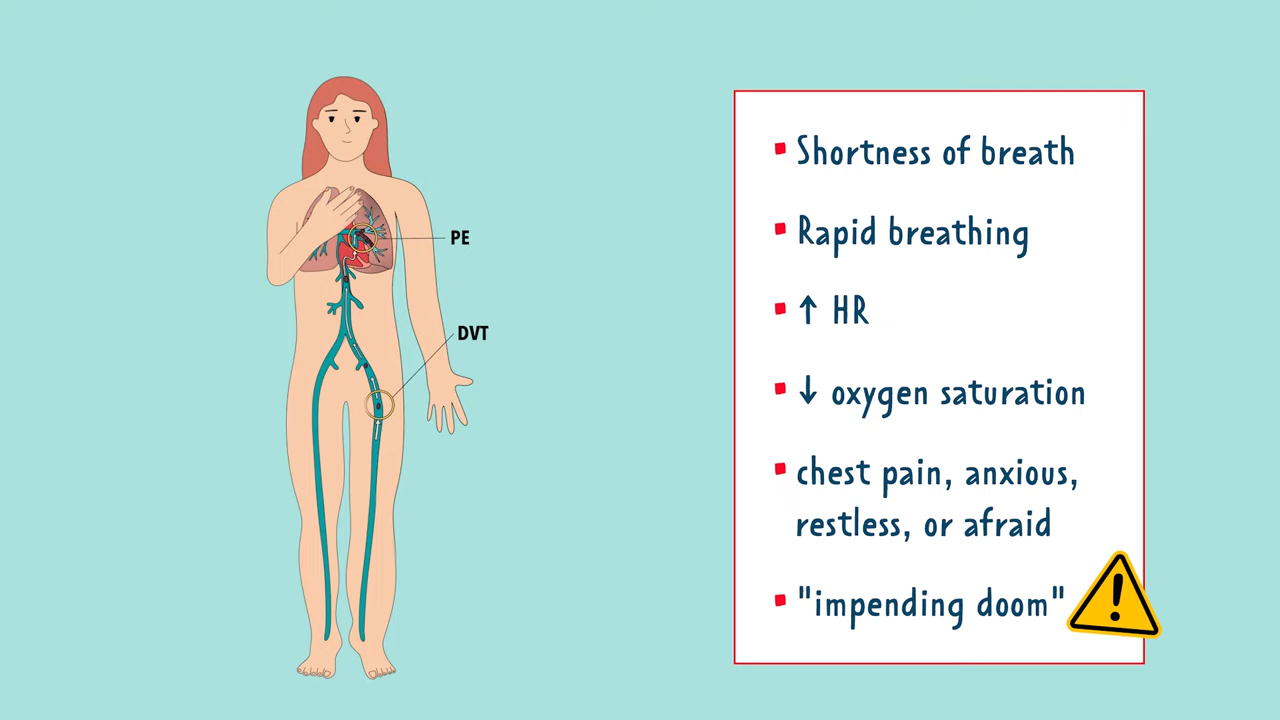 PE
DVT
▪ Shortness of breath
▪ Rapid breathing
▪ ↑ HR
▪ ↓ oxygen saturation
▪ chest pain, anxious,
restless, or afraid
▪ "impending doom"